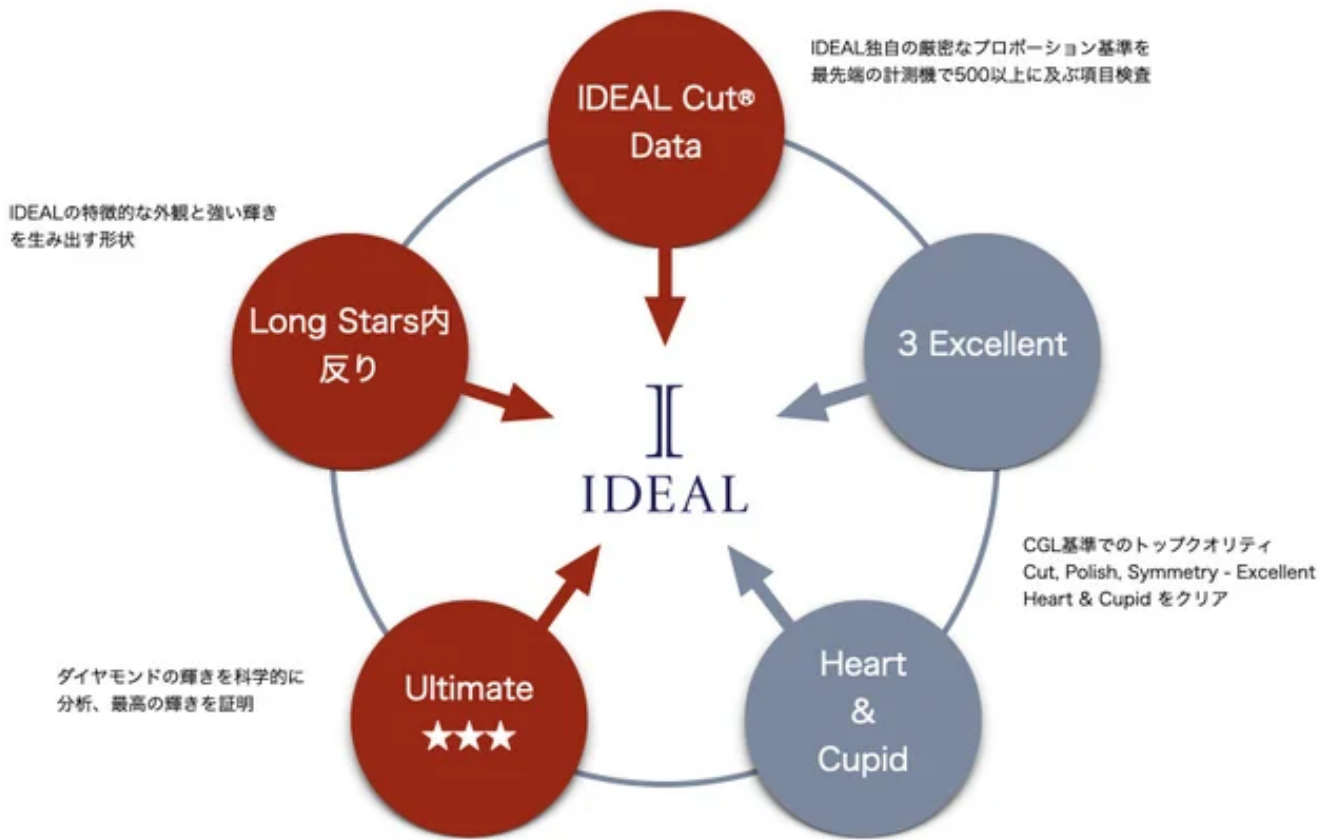 IDEAL Cut®
Data
IDEAL独自の厳密なプロポーション基準を
最先端の計測機で500以上に及ぶ項目検査
IDEALの特徴的な外観と強い輝き
を生み出す形状
Long Stars内
反り
3 Excellent
IDEAL
CGL基準でのトップクオリティ
Cut, Polish, Symmetry - Excellent
Heart & Cupid をクリア
ダイヤモンドの輝きを科学的に
分析、最高の輝きを証明
Ultimate
★★★
Heart
&
Cupid